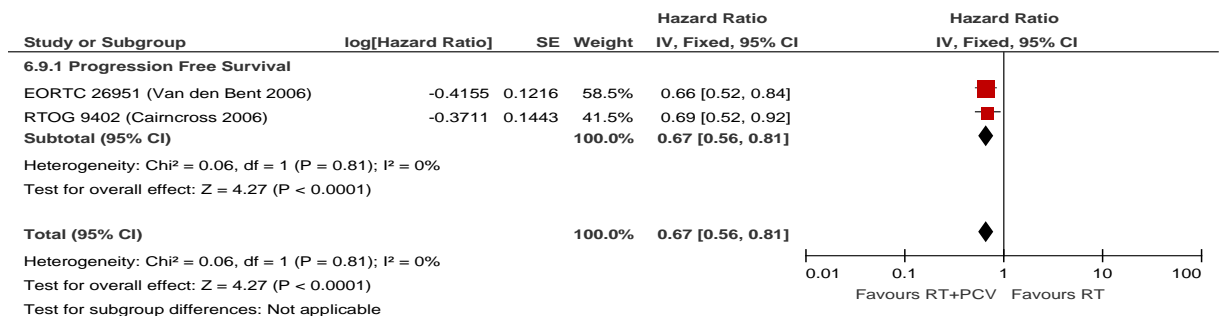 Hazard Ratio Hazard Ratio
Study or Subgroup log[Hazard Ratio] SE Weight IV, Fixed, 95% CI IV, Fixed, 95% CI
6.9.1 Progression Free Survival
EORTC 26951 (Van den Bent 2006) -0.4155 0.1216 58.5% 0.66 [0.52, 0.84]
RTOG 9402 (Cairncross 2006) -0.3711 0.1443 41.5% 0.69 [0.52, 0.92]
Subtotal (95% CI) 100.0% 0.67 [0.56, 0.81]
Heterogeneity: Chi² = 0.06, df = 1 (P = 0.81); I² = 0%
Test for overall effect: Z = 4.27 (P < 0.0001)
Total (95% CI) 100.0% 0.67 [0.56, 0.81]
Heterogeneity: Chi² = 0.06, df = 1 (P = 0.81); I² = 0%
Test for overall effect: Z = 4.27 (P < 0.0001)
Test for subgroup differences: Not applicable
0.01 0.1 1 10 100
Favours RT+PCV Favours RT